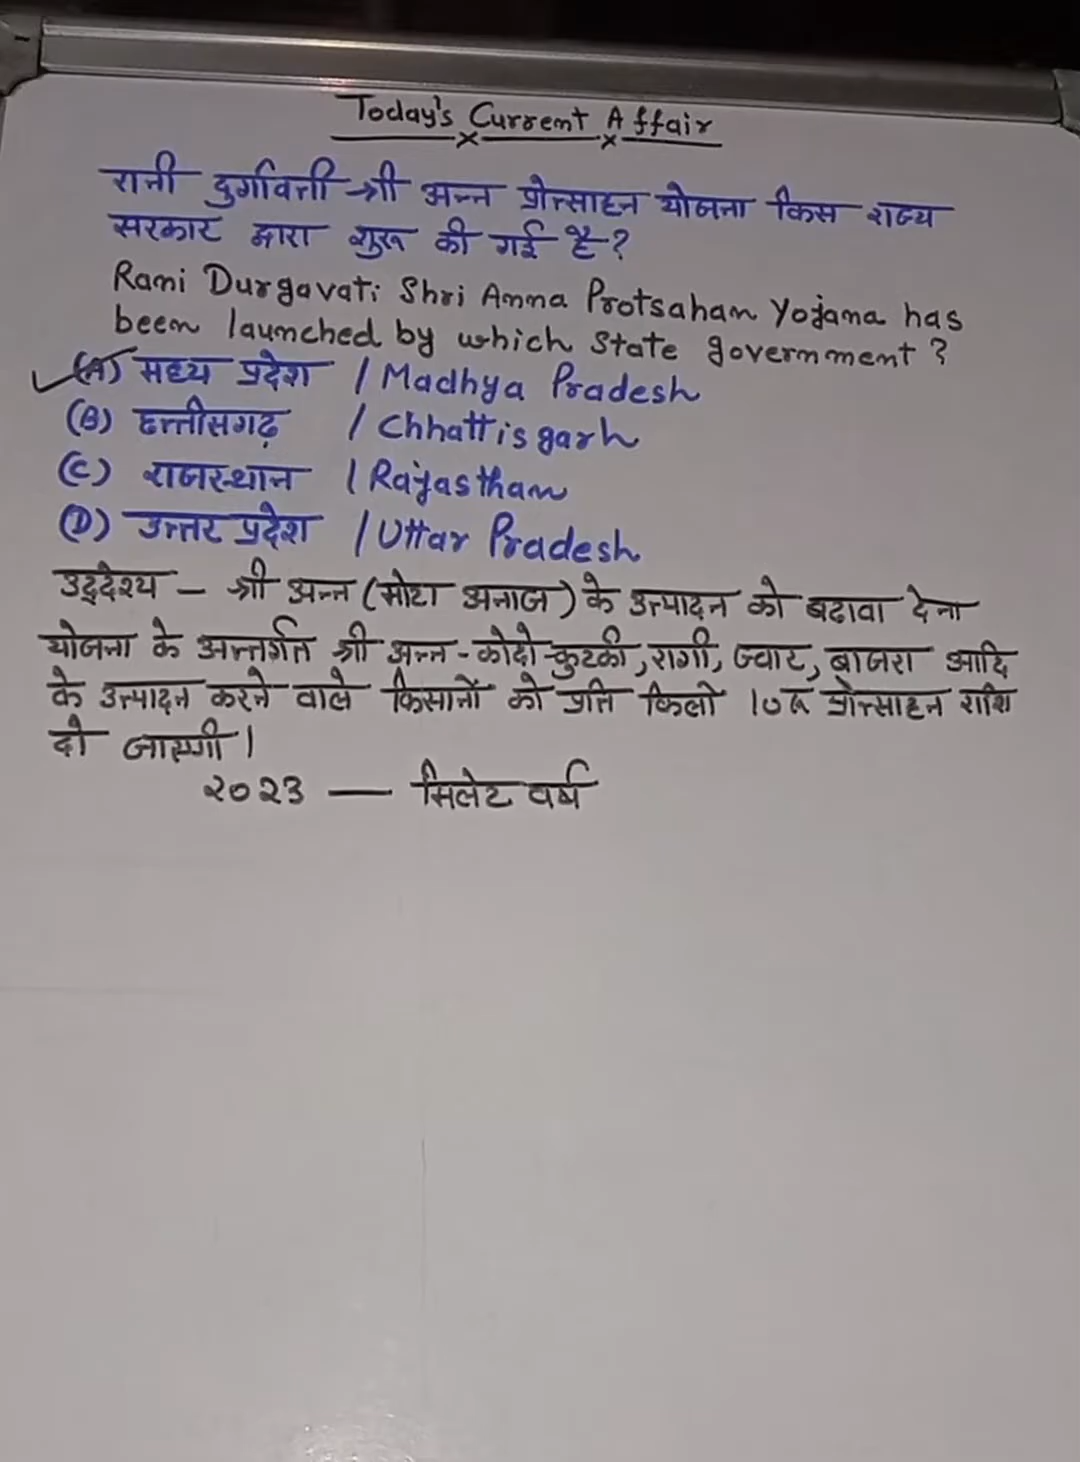 Today's Current Affair
रानी दुर्गावती श्री अन्न प्रोत्साहन योजना किस राज्य
सरकार द्वारा शुरू की गई है?
Rani Durgavati Shri Anna Protsahan Yojana has
been launched by which State government?
(A) मध्य प्रदेश / Madhya Pradesh
(B) छत्तीसगढ़ / Chhattisgarh
(C) राजस्थान / Rajasthan
(D) उत्तर प्रदेश / Uttar Pradesh
उद्देश्य - श्री अन्न (मोटा अनाज) के उत्पादन को बढावा देना
योजना के अन्तर्गत श्री अन्न - कोदो-कुटकी, रागी, ज्वार, बाजरा आदि
के उत्पादन करने वाले किसानों को प्रति किलो 10रू प्रोत्साहन राशि
दी जाएगी।
२०२३ — मिलेट वर्ष